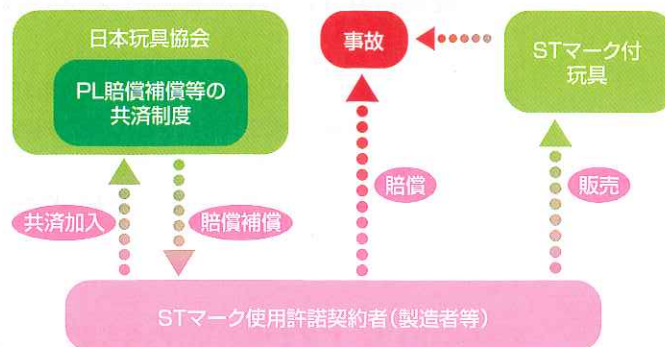 日本玩具協会
PL賠償補償等の
共済制度
事故
STマーク付
玩具
共済加入
賠償補償
賠償
販売
STマーク使用許諾契約者(製造者等)